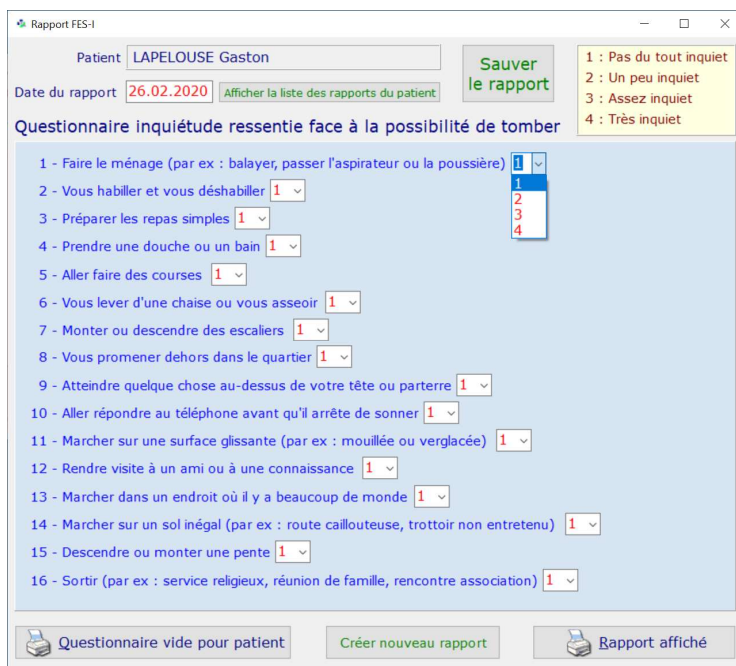 Rapport FES-I
Patient LAPELOUSE Gaston
Sauver
le rapport
1 : Pas du tout inquiet
2 : Un peu inquiet
3 : Assez inquiet
4 : Très inquiet
Date du rapport 26.02.2020 Afficher la liste des rapports du patient
Questionnaire inquiétude ressentie face à la possibilité de tomber
1 - Faire le ménage (par ex : balayer, passer l'aspirateur ou la poussière) 1
1
2
3
4
2 - Vous habiller et vous déshabiller 1
3 - Préparer les repas simples 1
4 - Prendre une douche ou un bain 1
5 - Aller faire des courses 1
6 - Vous lever d'une chaise ou vous asseoir 1
7 - Monter ou descendre des escaliers 1
8 - Vous promener dehors dans le quartier 1
9 - Atteindre quelque chose au-dessus de votre tête ou parterre 1
10 - Aller répondre au téléphone avant qu'il arrête de sonner 1
11 - Marcher sur une surface glissante (par ex : mouillée ou verglacée) 1
12 - Rendre visite à un ami ou à une connaissance 1
13 - Marcher dans un endroit où il y a beaucoup de monde 1
14 - Marcher sur un sol inégal (par ex : route caillouteuse, trottoir non entretenu) 1
15 - Descendre ou monter une pente 1
16 - Sortir (par ex : service religieux, réunion de famille, rencontre association) 1
Questionnaire vide pour patient
Créer nouveau rapport
Rapport affiché